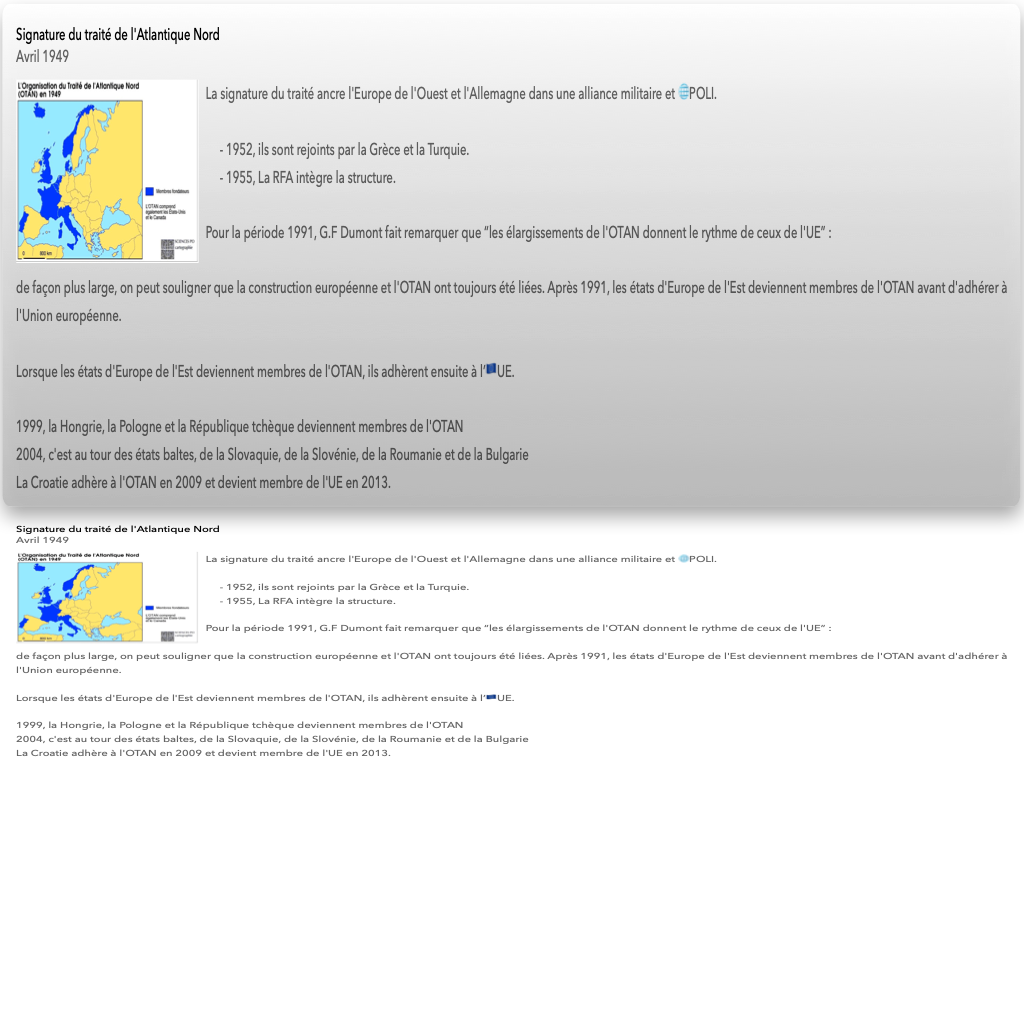 Signature du traité de l'Atlantique Nord
Avril 1949
L'Organisation du Traité de l'Atlantique Nord
(OTAN) en 1949
Membres fondateurs
L'OTAN comprend
également les États-Unis
et le Canada
SCIENCES PO
cartographie
0 800 km
La signature du traité ancre l'Europe de l'Ouest et l'Allemagne dans une alliance militaire et POLI.
- 1952, ils sont rejoints par la Grèce et la Turquie.
- 1955, La RFA intègre la structure.
Pour la période 1991, G.F Dumont fait remarquer que “les élargissements de l'OTAN donnent le rythme de ceux de l'UE” :
de façon plus large, on peut souligner que la construction européenne et l'OTAN ont toujours été liées. Après 1991, les états d'Europe de l'Est deviennent membres de l'OTAN avant d'adhérer à
l'Union européenne.
Lorsque les états d'Europe de l'Est deviennent membres de l'OTAN, ils adhèrent ensuite à l'UE.
1999, la Hongrie, la Pologne et la République tchèque deviennent membres de l'OTAN
2004, c'est au tour des états baltes, de la Slovaquie, de la Slovénie, de la Roumanie et de la Bulgarie
La Croatie adhère à l'OTAN en 2009 et devient membre de l'UE en 2013.
Signature du traité de l'Atlantique Nord
Avril 1949
L'Organisation du Traité de l'Atlantique Nord
(OTAN) en 1949
Membres fondateurs
La signature du traité ancre l'Europe de l'Ouest et l'Allemagne dans une alliance militaire et POLI.
- 1952, ils sont rejoints par la Grèce et la Turquie.
- 1955, La RFA intègre la structure.
Pour la période 1991, G.F Dumont fait remarquer que “les élargissements de l'OTAN donnent le rythme de ceux de l'UE” :
de façon plus large, on peut souligner que la construction européenne et l'OTAN ont toujours été liées. Après 1991, les états d'Europe de l'Est deviennent membres de l'OTAN avant d'adhérer à
l'Union européenne.
Lorsque les états d'Europe de l'Est deviennent membres de l'OTAN, ils adhèrent ensuite à l'UE.
1999, la Hongrie, la Pologne et la République tchèque deviennent membres de l'OTAN
2004, c'est au tour des états baltes, de la Slovaquie, de la Slovénie, de la Roumanie et de la Bulgarie
La Croatie adhère à l'OTAN en 2009 et devient membre de l'UE en 2013.